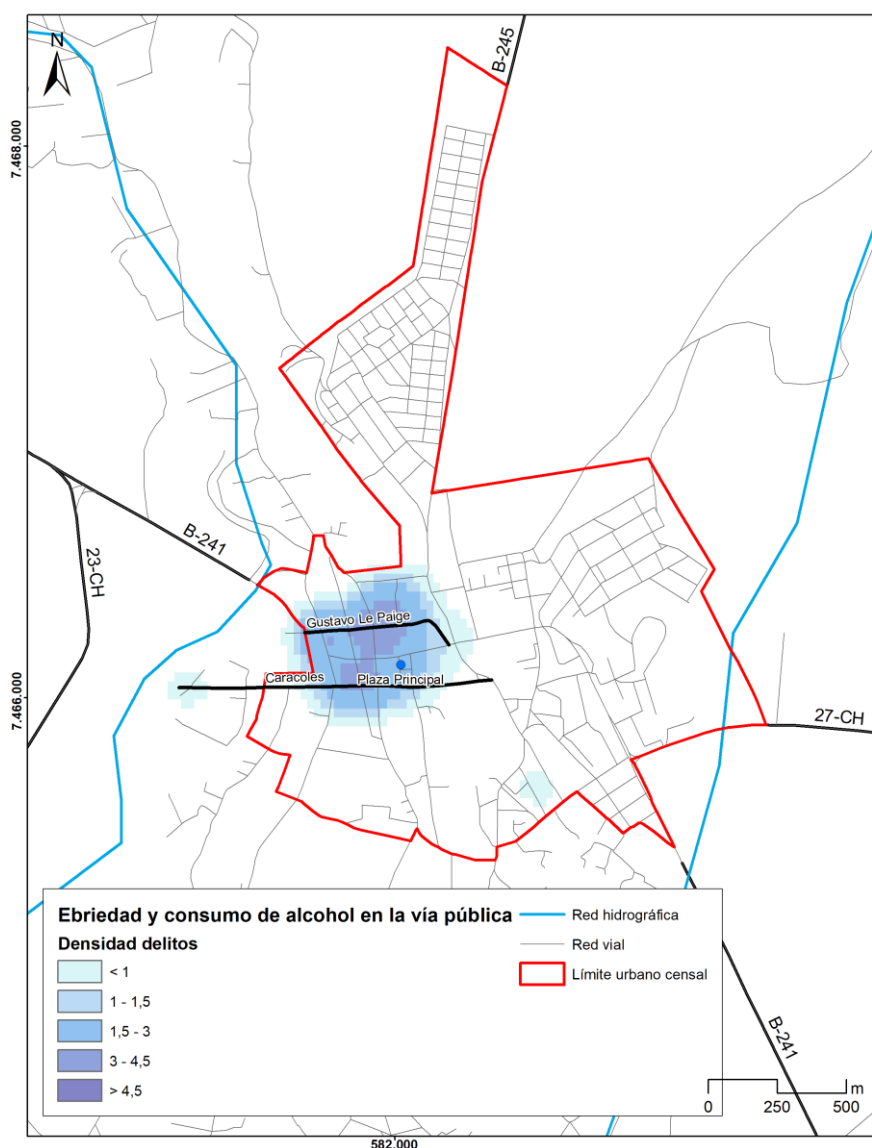 N
B-245
7.468.000
B-241
23-CH
Gustavo Le Paige
Caracoles
Plaza Principal
7.466.000
27-CH
Ebriedad y consumo de alcohol en la vía pública
Densidad delitos
< 1
1 - 1,5
1,5 - 3
3 - 4,5
> 4,5
Red hidrográfica
Red vial
Límite urbano censal
B-241
m
0 250 500
582.000